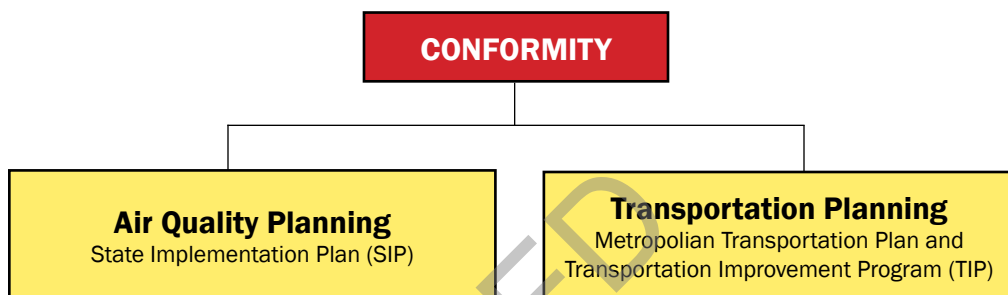 CONFORMITY
Air Quality Planning
State Implementation Plan (SIP)
Transportation Planning
Metropolian Transportation Plan and
Transportation Improvement Program (TIP)